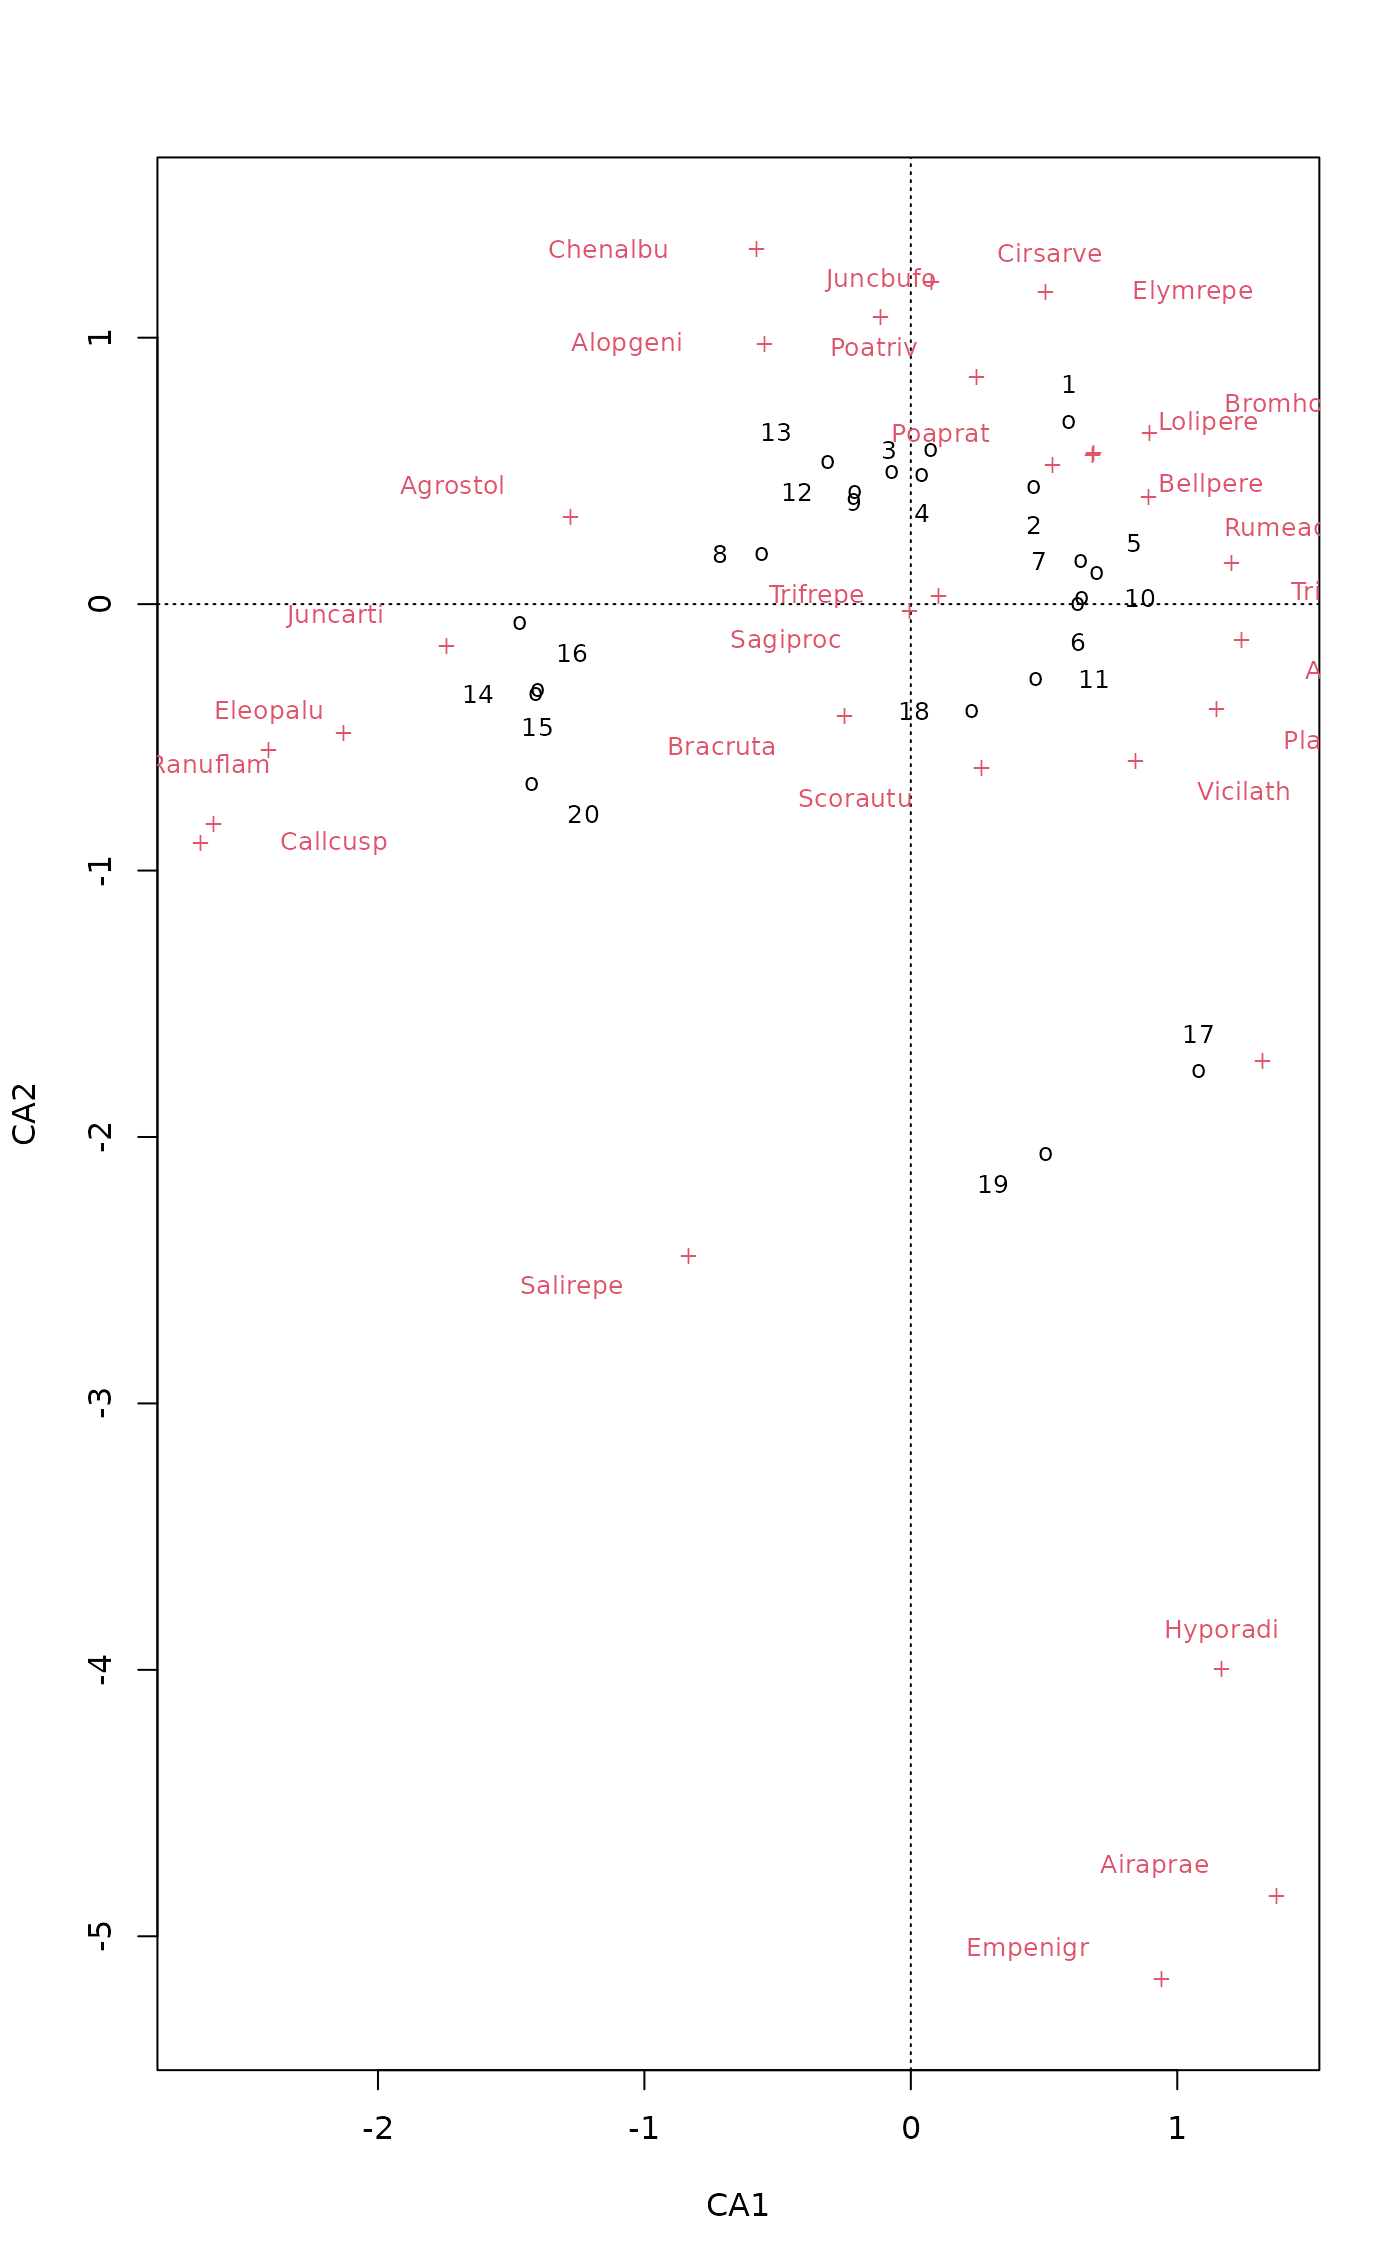 Chenalbu
Cirsarve
Juncbufo
Elymrepe
Alopgeni
Poatriv
1
Bromho
Lolipere
13
Poaprat
3
Agrostol
Bellpere
12
9
4
2
Rumeac
5
8
7
Trifrepe
Tri
10
Juncarti
Sagiproc
6
16
A
11
14
Eleopalu
18
15
Pla
Bracruta
Ranuflam
Vicilath
Scorautu
20
Callcusp
17
19
Salirepe
Hyporadi
Airaprae
Empenigr
1
0
-1
-2
-3
-4
-5
CA2
-2 -1 0 1
CA1